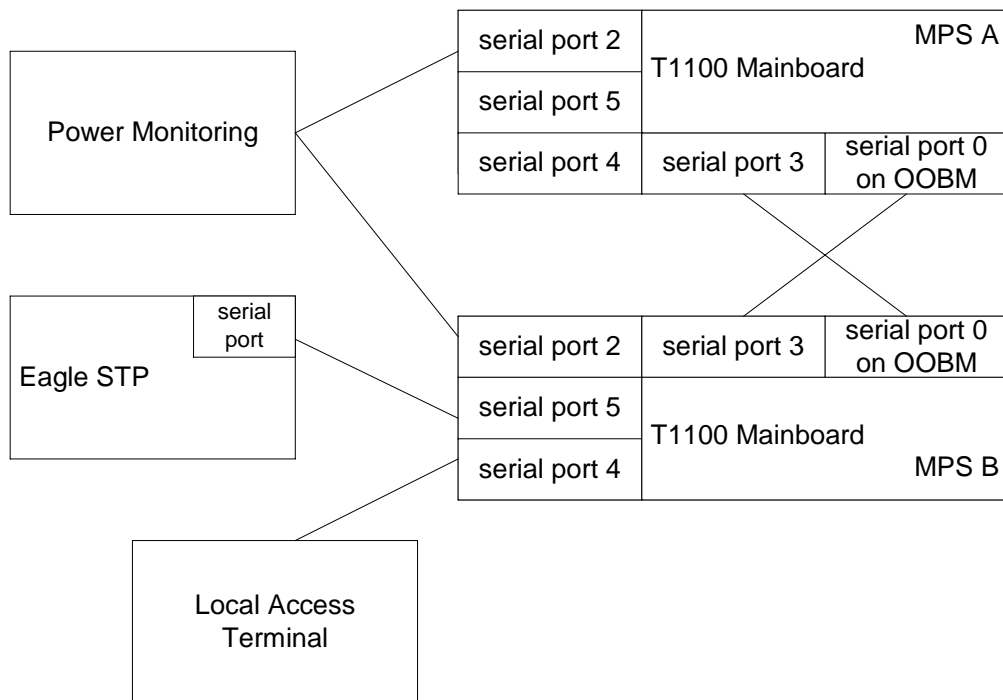 serial port 2
MPS A
T1100 Mainboard
Power Monitoring
serial port 5
serial port 4
serial port 3
serial port 0
on OOBM
serial
port
Eagle STP
serial port 2
serial port 3
serial port 0
on OOBM
serial port 5
T1100 Mainboard
serial port 4
MPS B
Local Access
Terminal